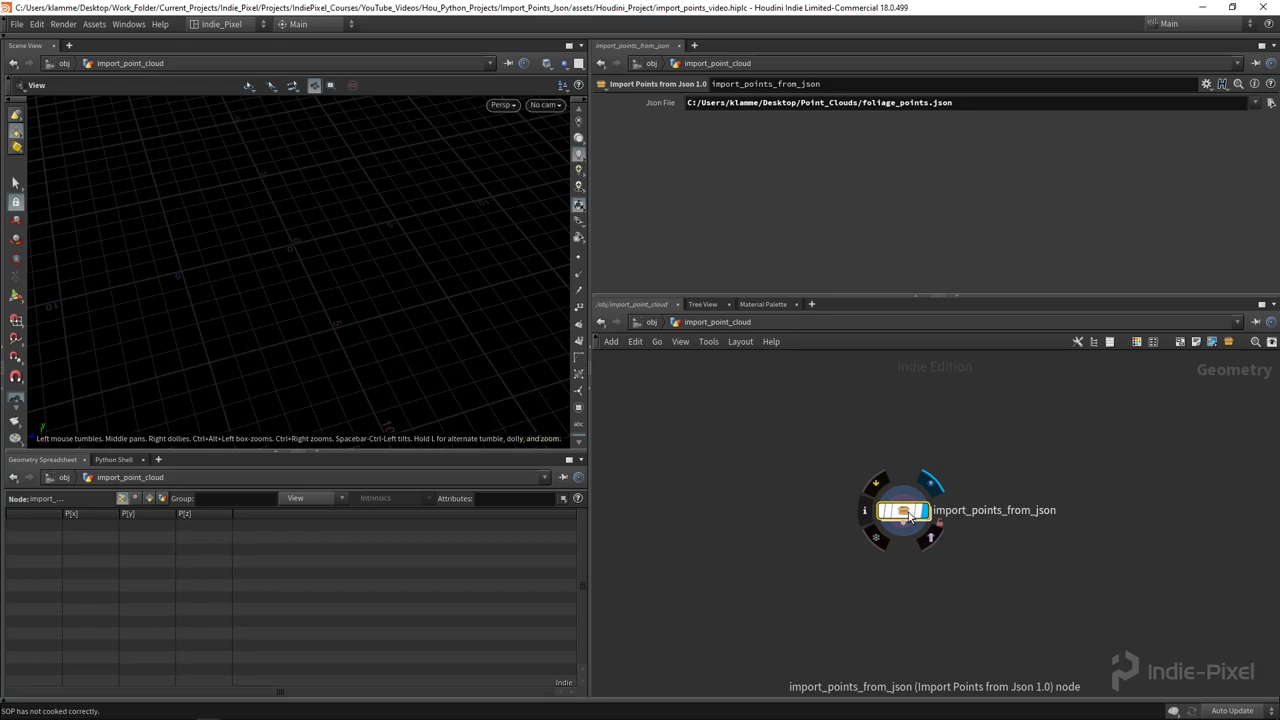 C:/Users/klamme/Desktop/Work_Folder/Current_Projects/Indie_Pixel/Projects/IndiePixel_Courses/YouTube_Videos/Hou_Python_Projects/Import_Points_Json/assets/Houdini_Project/import_points_video.hiplc - Houdini Indie Limited-Commercial 18.0.499
File Edit Render Assets Windows Help Indie_Pixel Main Main
Scene View
obj import_point_cloud
View
Persp No cam
Left mouse tumbles. Middle pans. Right dollies. Ctrl+Alt+Left box-zooms. Ctrl+Right zooms. Spacebar-Ctrl-Left tilts. Hold L for alternate tumble, dolly, and zoom.
Geometry Spreadsheet Python Shell
obj import_point_cloud
Node: import_... Group: View Intrinsics Attributes:
P[x] P[y] P[z]
Indie
SOP has not cooked correctly.
import_points_from_json
obj import_point_cloud
Import Points from Json 1.0 import_points_from_json
Json File C:/Users/klamme/Desktop/Point_Clouds/foliage_points.json
/obj/import_point_cloud Tree View Material Palette
obj import_point_cloud
Add Edit Go View Tools Layout Help
Indie Edition
Geometry
import_points_from_json
Indie-Pixel
import_points_from_json (Import Points from Json 1.0) node
Auto Update